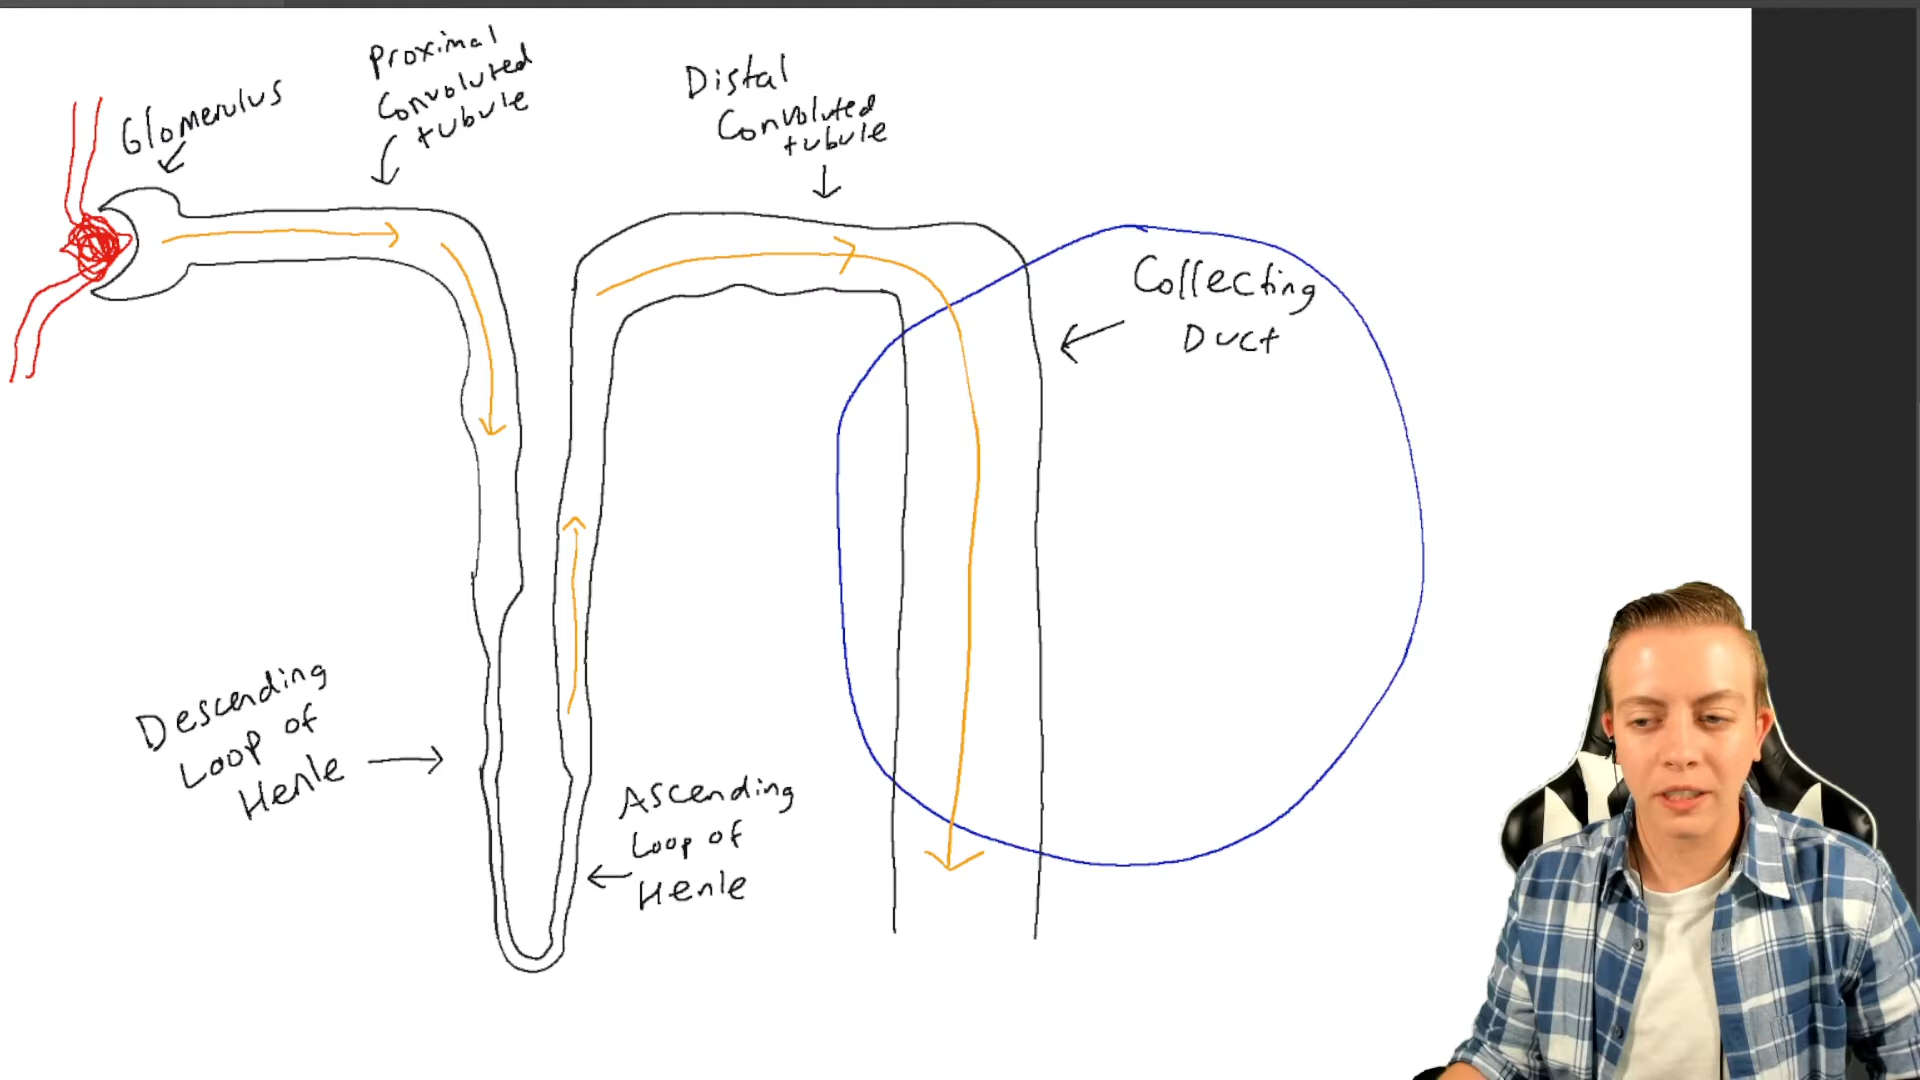 Glomerulus
Proximal
Convoluted
tubule
Distal
Convoluted
tubule
Collecting
Duct
Descending
Loop of
Henle
Ascending
Loop of
Henle